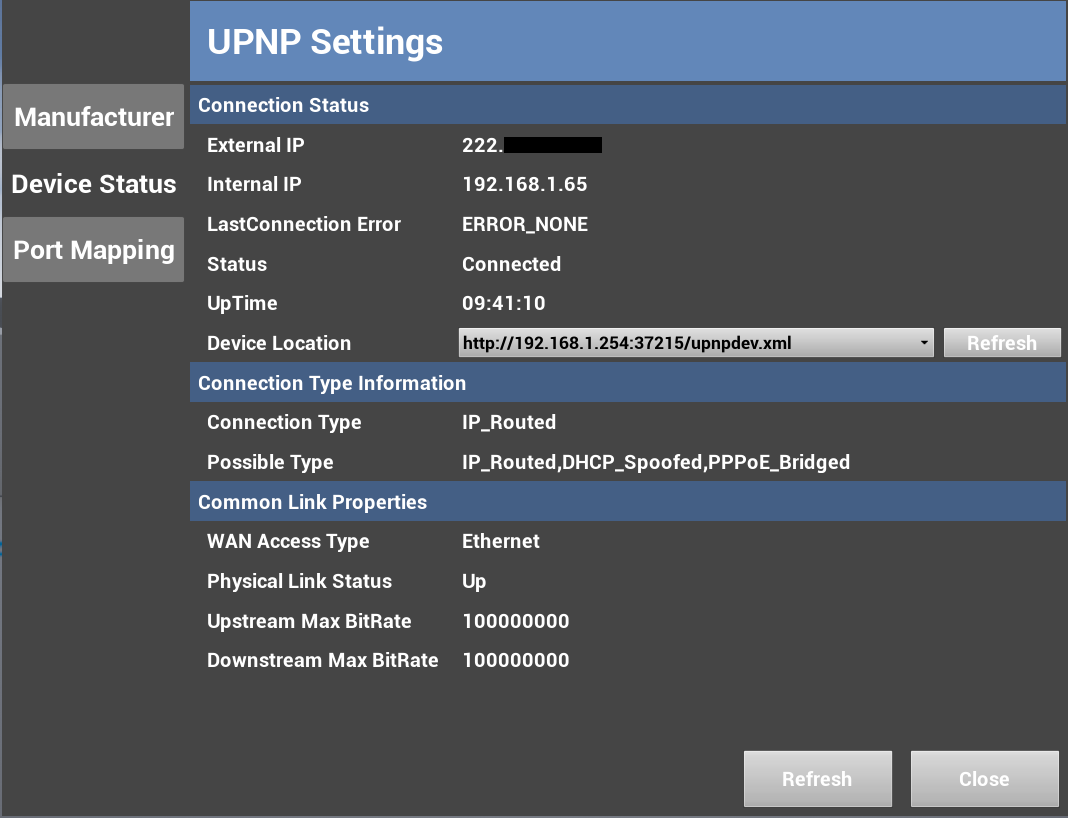 UPNP Settings
Manufacturer
Device Status
Port Mapping
Connection Status
External IP 222.
Internal IP 192.168.1.65
LastConnection Error ERROR_NONE
Status Connected
UpTime 09:41:10
Device Location http://192.168.1.254:37215/upnpdev.xml Refresh
Connection Type Information
Connection Type IP_Routed
Possible Type IP_Routed,DHCP_Spoofed,PPPoE_Bridged
Common Link Properties
WAN Access Type Ethernet
Physical Link Status Up
Upstream Max BitRate 100000000
Downstream Max BitRate 100000000
Refresh Close